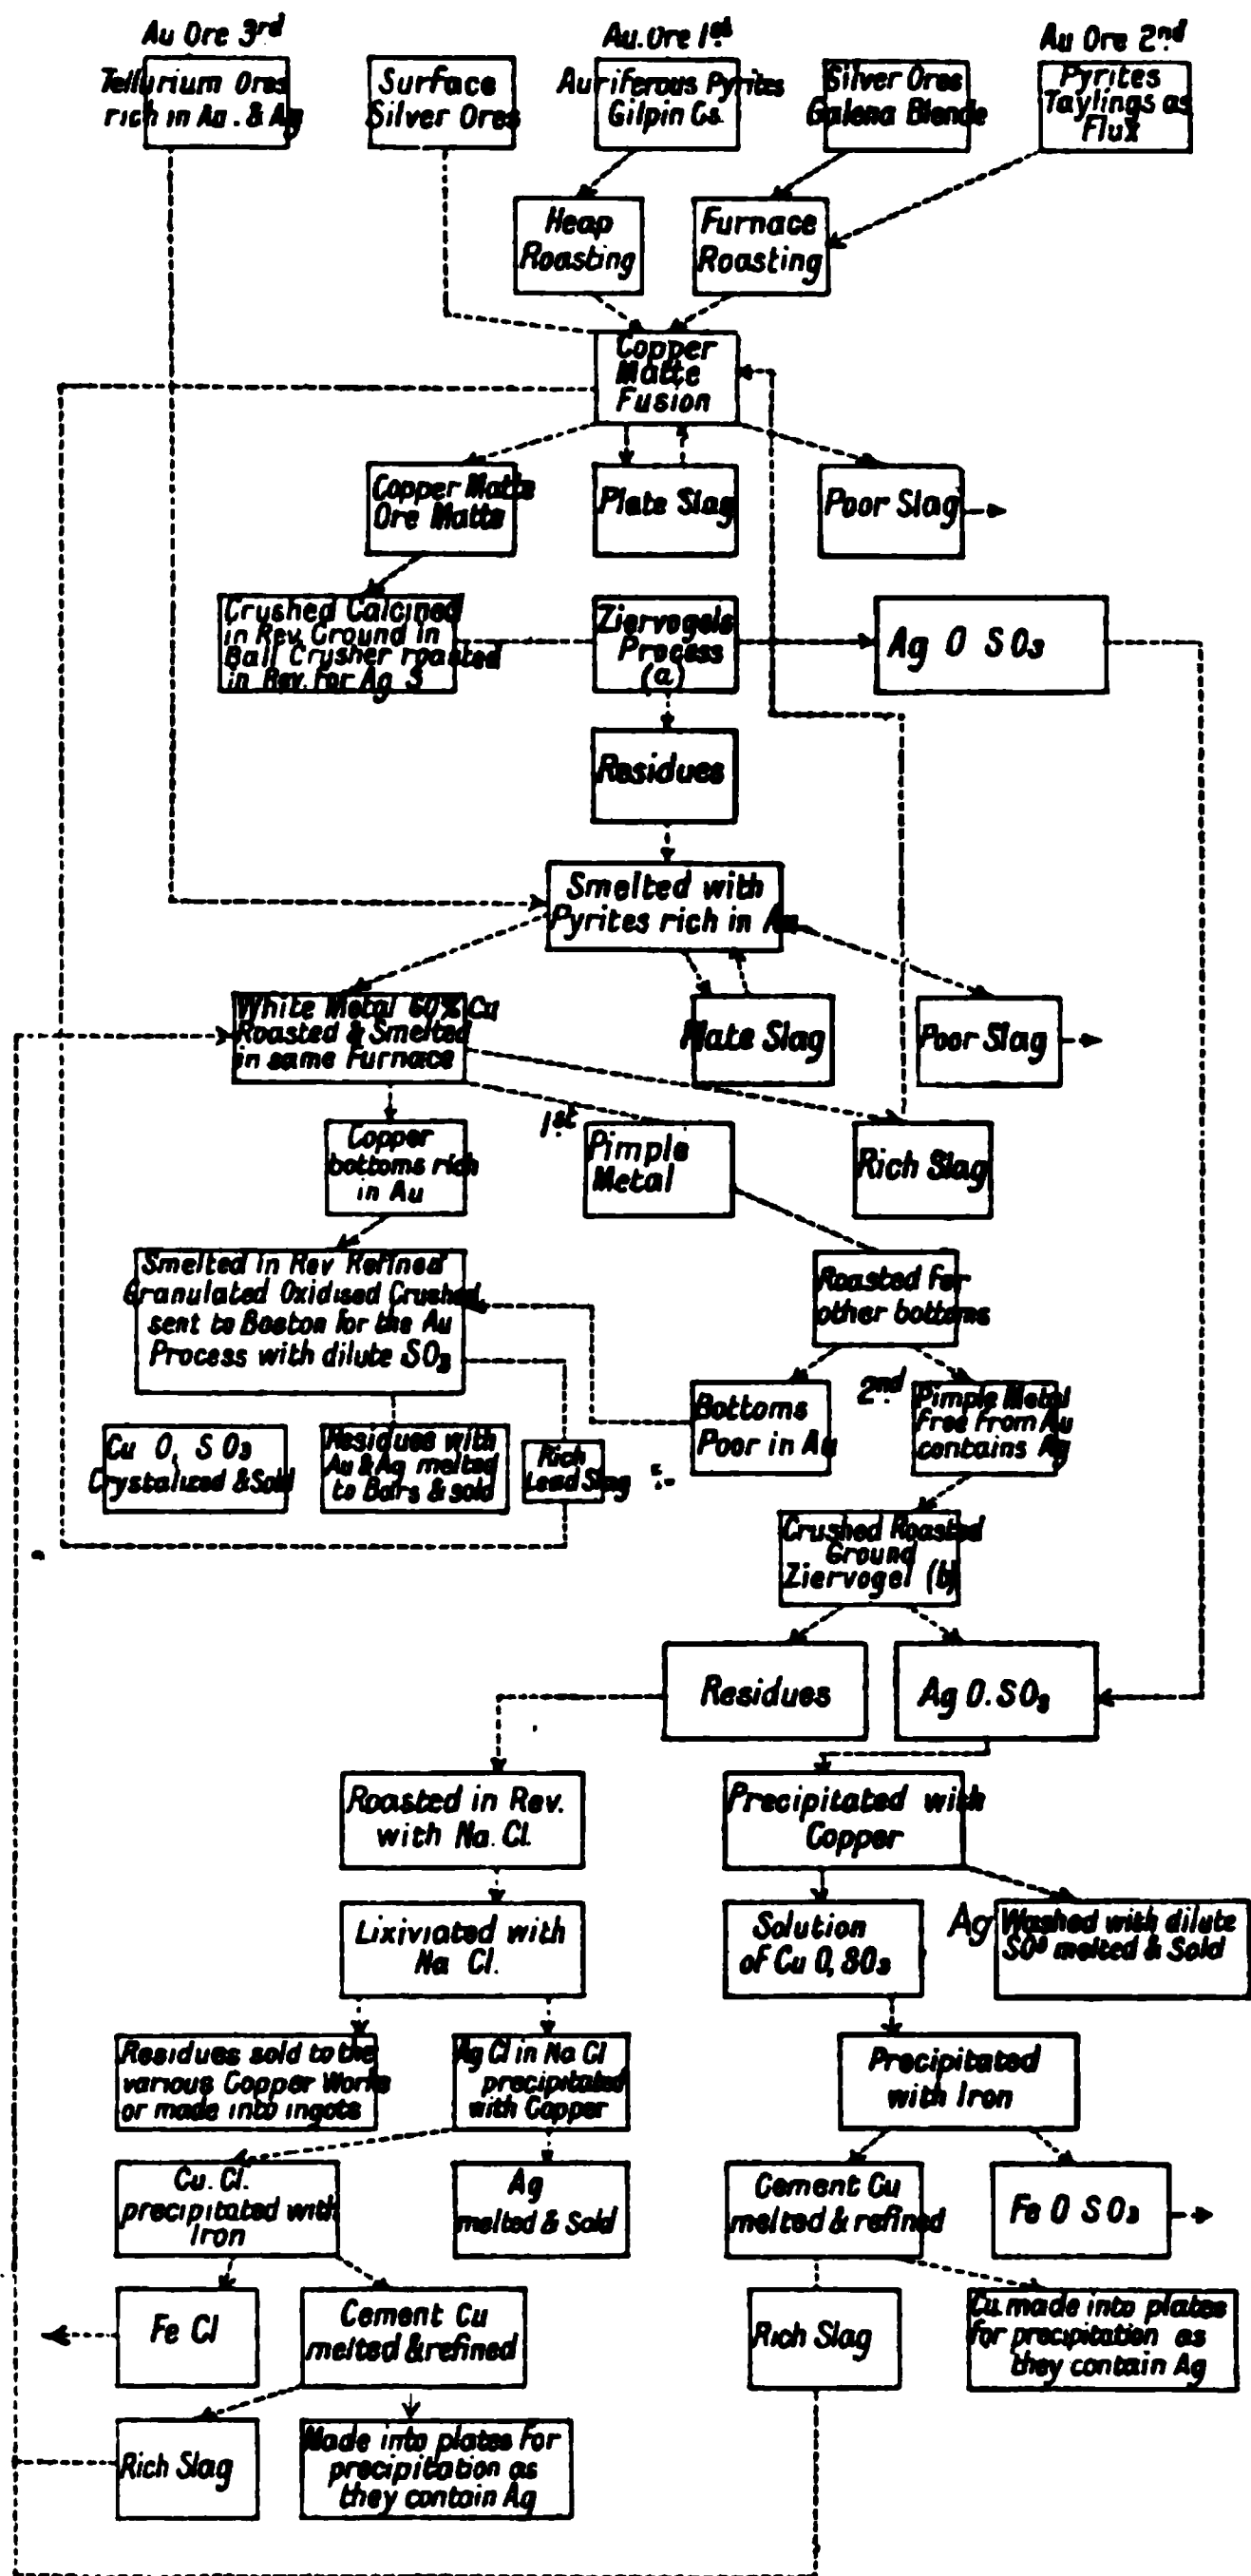 Au Ore 3rd
Tellurium Ores
rich in Au. & Ag
Surface
Silver Ores
Au. Ore 1st
Auriferous Pyrites
Gilpin Cs.
Silver Ores
Galena Blende
Au Ore 2nd
Pyrites
Taylings as
Flux
Heap
Roasting
Furnace
Roasting
Copper
Matte
Fusion
Copper Matte
Ore Matte
Plate Slag
Poor Slag
Crushed Calcined
in Rev. Ground in
Ball Crusher roasted
in Rev. for Ag S
Ziervogels
Process
(a)
Ag O SO3
Residues
Smelted with
Pyrites rich in Au
White Metal 60% Cu
Roasted & Smelted
in same Furnace
Plate Slag
Poor Slag
Copper
bottoms rich
in Au
1st
Pimple
Metal
Rich Slag
Smelted in Rev Refined
Granulated Oxidised Crushed
sent to Boston for the Au
Process with dilute SO3
Roasted for
other bottoms
Bottoms
Poor in Au
2nd
Pimple Metal
Free From Au
contains Ag
Cu O, SO3
Crystalized & Sold
Residues with
Au & Ag melted
to Bars & sold
Rich
Lead Slag
Crushed Roasted
Ground
Ziervogel (b)
Residues
Ag O. SO3
Roasted in Rev.
with Na. Cl.
Precipitated with
Copper
Lixiviated with
Na Cl.
Solution
of Cu O, SO3
Ag
Washed with dilute
SO3 melted & Sold
Residues sold to the
various Copper Works
or made into ingots
Ag Cl in Na Cl
precipitated
with Copper
Precipitated
with Iron
Cu. Cl.
precipitated with
Iron
Ag
melted & Sold
Cement Cu
melted & refined
Fe O SO3
Fe Cl
Cement Cu
melted & refined
Rich Slag
Cu. made into plates
for precipitation as
they contain Ag
Rich Slag
Made into plates For
precipitation as
they contain Ag